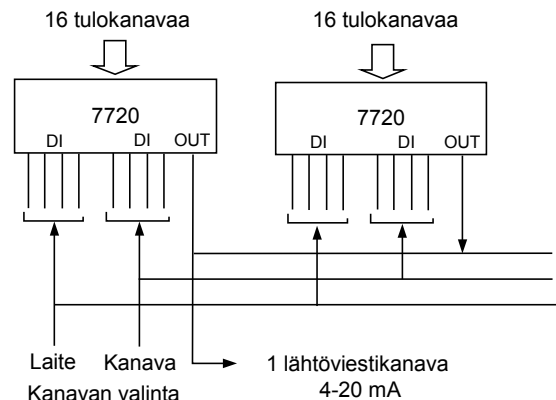 16 tulokanavaa
16 tulokanavaa
7720
DI DI OUT
7720
DI DI OUT
Laite Kanava
Kanavan valinta
1 lähtöviestikanava
4-20 mA